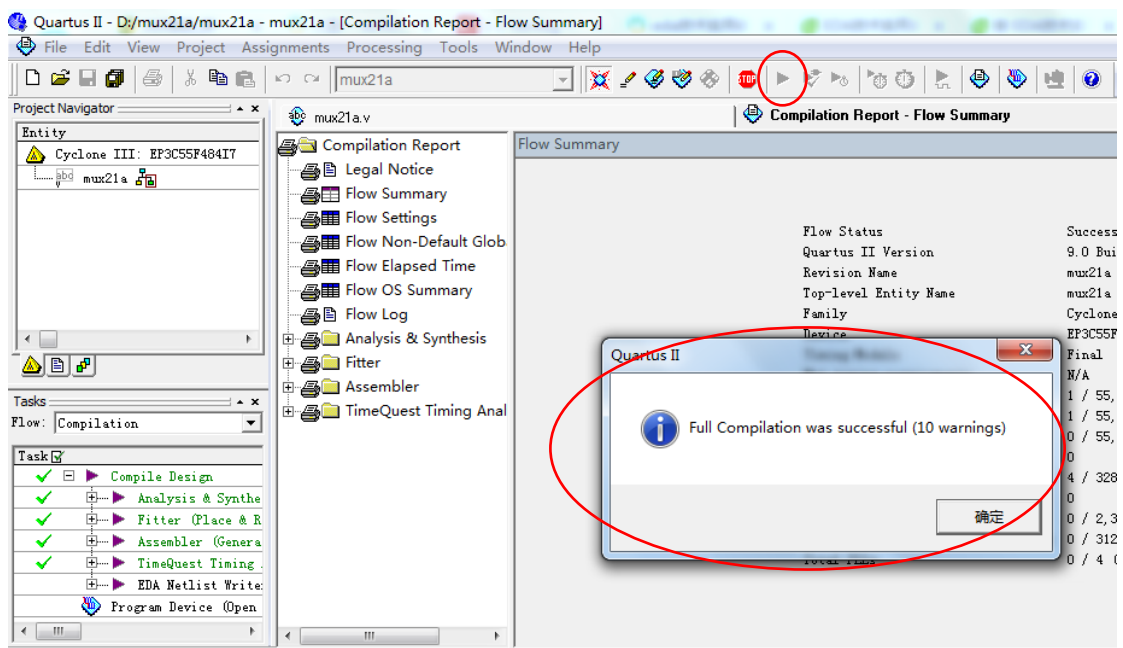 Quartus II - D:/mux21a/mux21a - mux21a - [Compilation Report - Flow Summary]
File Edit View Project Assignments Processing Tools Window Help
mux21a
STOP
Project Navigator
Entity
Cyclone III: EP3C55F484I7
abd mux21a
Tasks
Flow: Compilation
Task
Compile Design
Analysis & Synthe
Fitter (Place & R
Assembler (Genera
TimeQuest Timing
EDA Netlist Write
Program Device (Open
abc mux21a.v
Compilation Report - Flow Summary
Compilation Report
Legal Notice
Flow Summary
Flow Settings
Flow Non-Default Glob
Flow Elapsed Time
Flow OS Summary
Flow Log
Analysis & Synthesis
Fitter
Assembler
TimeQuest Timing Anal
Flow Summary
Flow Status Success
Quartus II Version 9.0 Bui
Revision Name mux21a
Top-level Entity Name mux21a
Family Cyclone
Device EP3C55F
Final
N/A
1 / 55,
1 / 55,
0 / 55,
0
4 / 328
0
0 / 2,3
0 / 312
Total PLLs 0 / 4 (
Quartus II
Full Compilation was successful (10 warnings)
确定